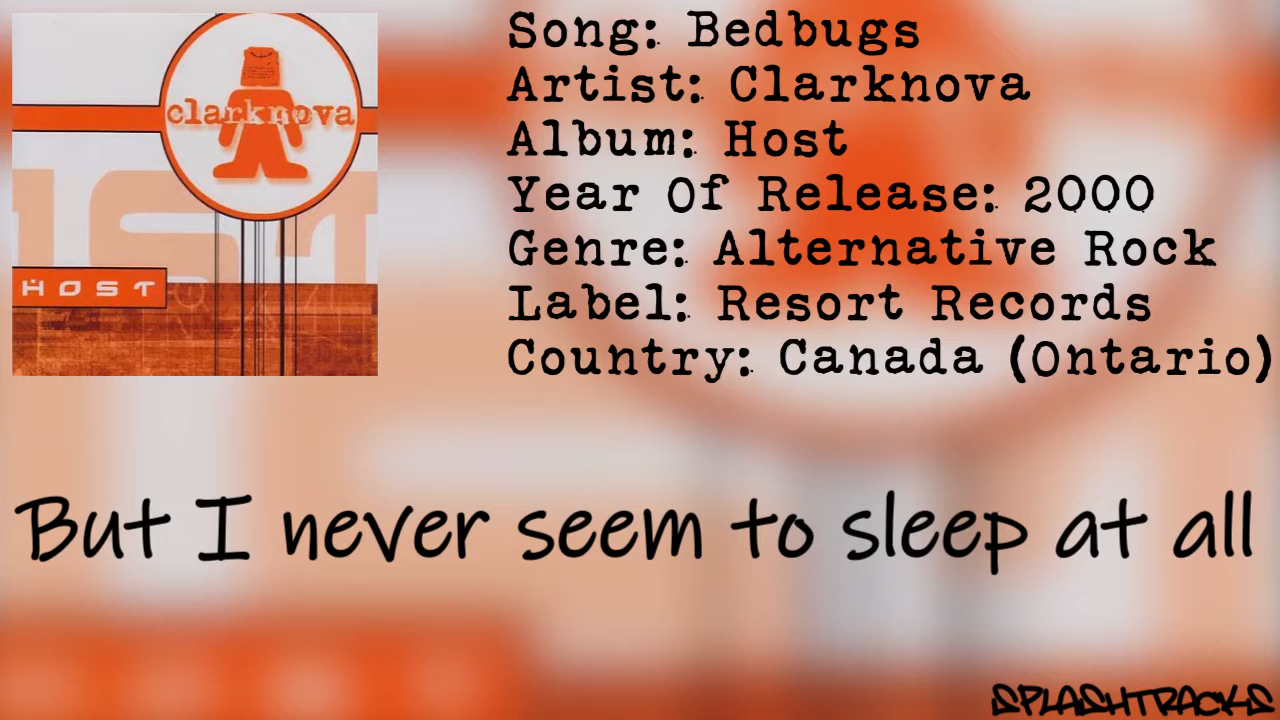 clarknova
HOST
Song: Bedbugs
Artist: Clarknova
Album: Host
Year Of Release: 2000
Genre: Alternative Rock
Label: Resort Records
Country: Canada (Ontario)
But I never seem to sleep at all
SPLASHTRACKS